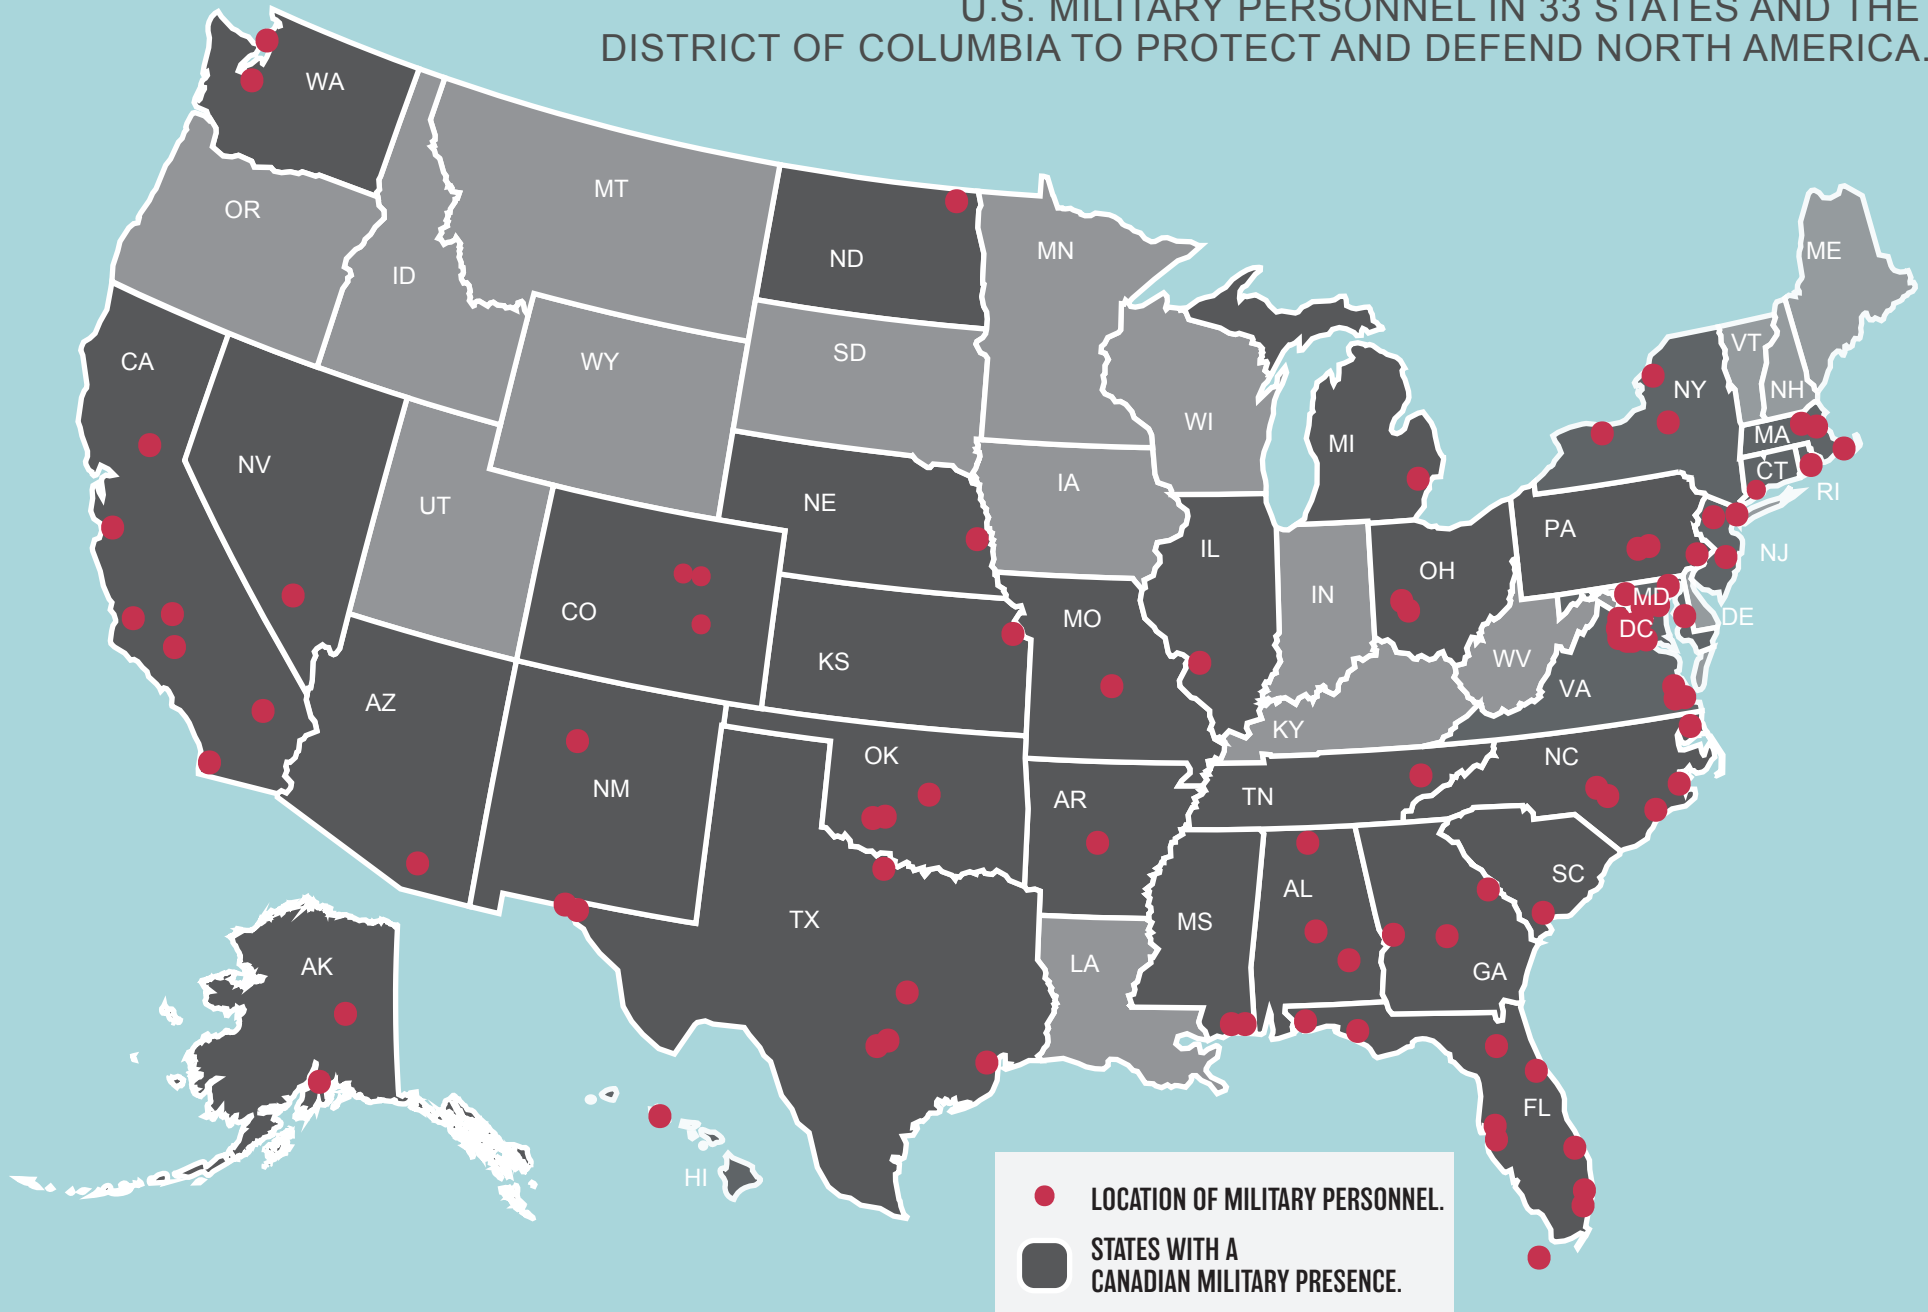 U.S. MILITARY PERSONNEL IN 33 STATES AND THE
DISTRICT OF COLUMBIA TO PROTECT AND DEFEND NORTH AMERICA.
WA
MT
OR
ND
MN
ME
ID
CA
WY
SD
VT
NY
NH
WI
MI
MA
NV
CT
IA
RI
UT
NE
PA
IL
NJ
OH
IN
MD
CO
MO
DE
DC
KS
WV
VA
AZ
KY
OK
NC
NM
AR
TN
SC
AL
TX
MS
LA
AK
GA
FL
HI
LOCATION OF MILITARY PERSONNEL.
STATES WITH A
CANADIAN MILITARY PRESENCE.